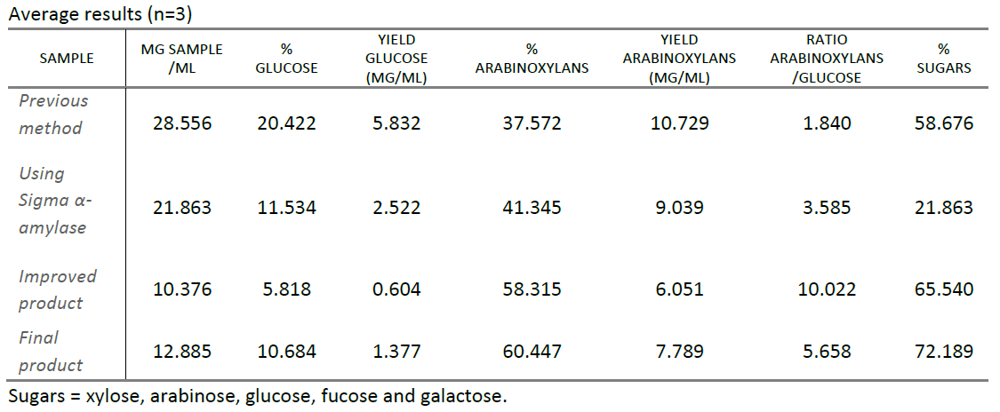 Average results (n=3)
SAMPLE MG SAMPLE /ML % GLUCOSE YIELD GLUCOSE (MG/ML) % ARABINOXYLANS YIELD ARABINOXYLANS (MG/ML) RATIO ARABINOXYLANS /GLUCOSE % SUGARS
Previous method 28.556 20.422 5.832 37.572 10.729 1.840 58.676
Using Sigma α-amylase 21.863 11.534 2.522 41.345 9.039 3.585 21.863
Improved product 10.376 5.818 0.604 58.315 6.051 10.022 65.540
Final product 12.885 10.684 1.377 60.447 7.789 5.658 72.189
Sugars = xylose, arabinose, glucose, fucose and galactose.